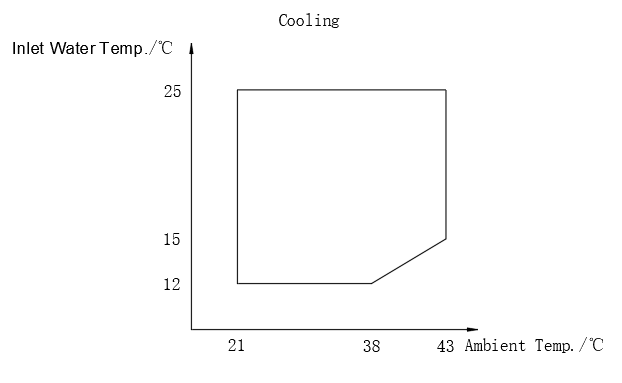 Cooling
Inlet Water Temp./℃
25
15
12
21 38 43 Ambient Temp./℃